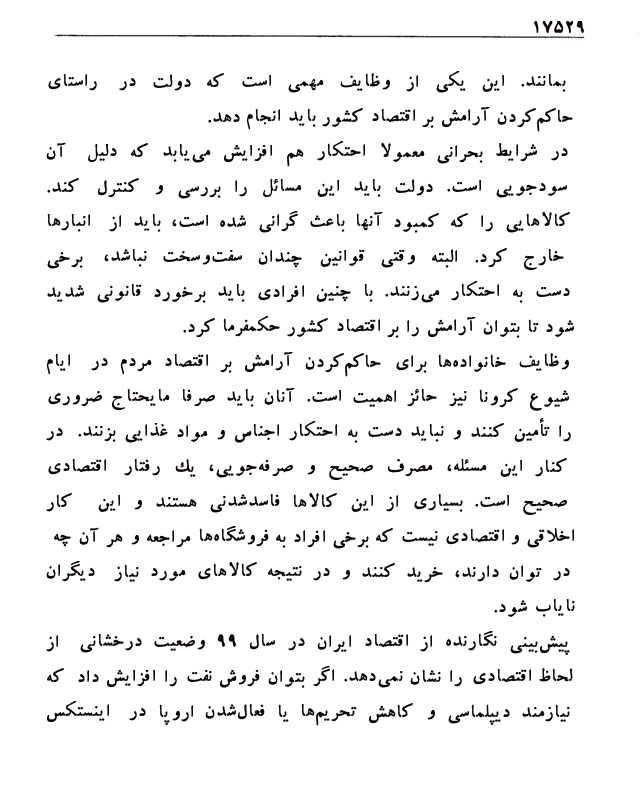 ۱۷۵۲۹
بمانند. این یکی از وظایف مهمی است که دولت در راستای
حاکم‌کردن آرامش بر اقتصاد کشور باید انجام دهد.
در شرایط بحرانی معمولا احتکار هم افزایش می‌یابد که دلیل آن
سودجویی است. دولت باید این مسائل را بررسی و کنترل کند.
کالاهایی را که کمبود آنها باعث گرانی شده است، باید از انبارها
خارج کرد. البته وقتی قوانین چندان سفت‌وسخت نباشد، برخی
دست به احتکار می‌زنند. با چنین افرادی باید برخورد قانونی شدید
شود تا بتوان آرامش را بر اقتصاد کشور حکمفرما کرد.
وظایف خانواده‌ها برای حاکم‌کردن آرامش بر اقتصاد مردم در ایام
شیوع کرونا نیز حائز اهمیت است. آنان باید صرفا مایحتاج ضروری
را تأمین کنند و نباید دست به احتکار اجناس و مواد غذایی بزنند. در
کنار این مسئله، مصرف صحیح و صرفه‌جویی، یك رفتار اقتصادی
صحیح است. بسیاری از این کالاها فاسدشدنی هستند و این کار
اخلاقی و اقتصادی نیست که برخی افراد به فروشگاه‌ها مراجعه و هر آن چه
در توان دارند، خرید کنند و در نتیجه کالاهای مورد نیاز دیگران
نایاب شود.
پیش‌بینی نگارنده از اقتصاد ایران در سال ۹۹ وضعیت درخشانی از
لحاظ اقتصادی را نشان نمی‌دهد. اگر بتوان فروش نفت را افزایش داد که
نیازمند دیپلماسی و کاهش تحریم‌ها یا فعال‌شدن اروپا در اینستکس